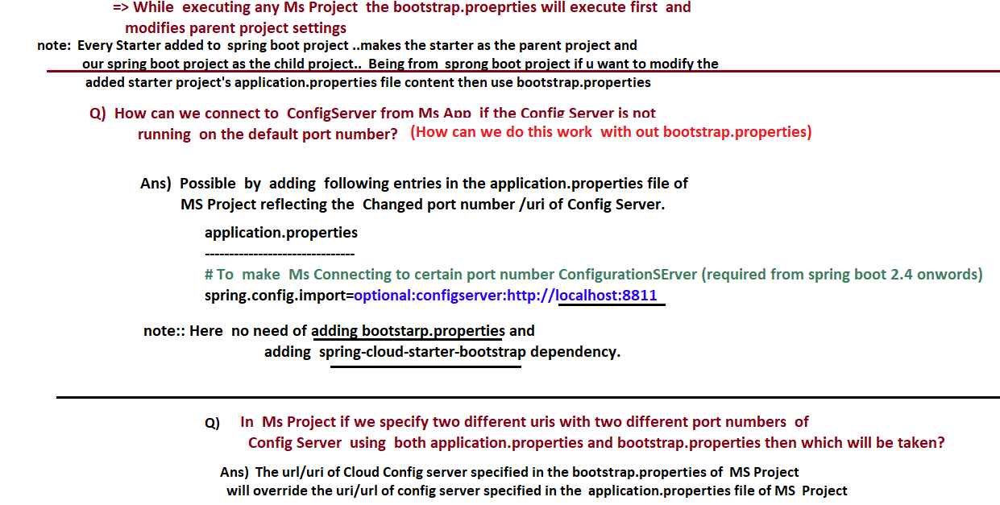 => While executing any Ms Project the bootstrap.proeprties will execute first and
modifies parent project settings
note: Every Starter added to spring boot project ..makes the starter as the parent project and
our spring boot project as the child project.. Being from sprong boot project if u want to modify the
added starter project's application.properties file content then use bootstrap.properties
Q) How can we connect to ConfigServer from Ms App if the Config Server is not
running on the default port number? (How can we do this work with out bootstrap.properties)
Ans) Possible by adding following entries in the application.properties file of
MS Project reflecting the Changed port number /uri of Config Server.
application.properties
-------------------------------
# To make Ms Connecting to certain port number ConfigurationSErver (required from spring boot 2.4 onwords)
spring.config.import=optional:configserver:http://localhost:8811
note:: Here no need of adding bootstarp.properties and
adding spring-cloud-starter-bootstrap dependency.
Q) In Ms Project if we specify two different uris with two different port numbers of
Config Server using both application.properties and bootstrap.properties then which will be taken?
Ans) The url/uri of Cloud Config server specified in the bootstrap.properties of MS Project
will override the uri/url of config server specified in the application.properties file of MS Project